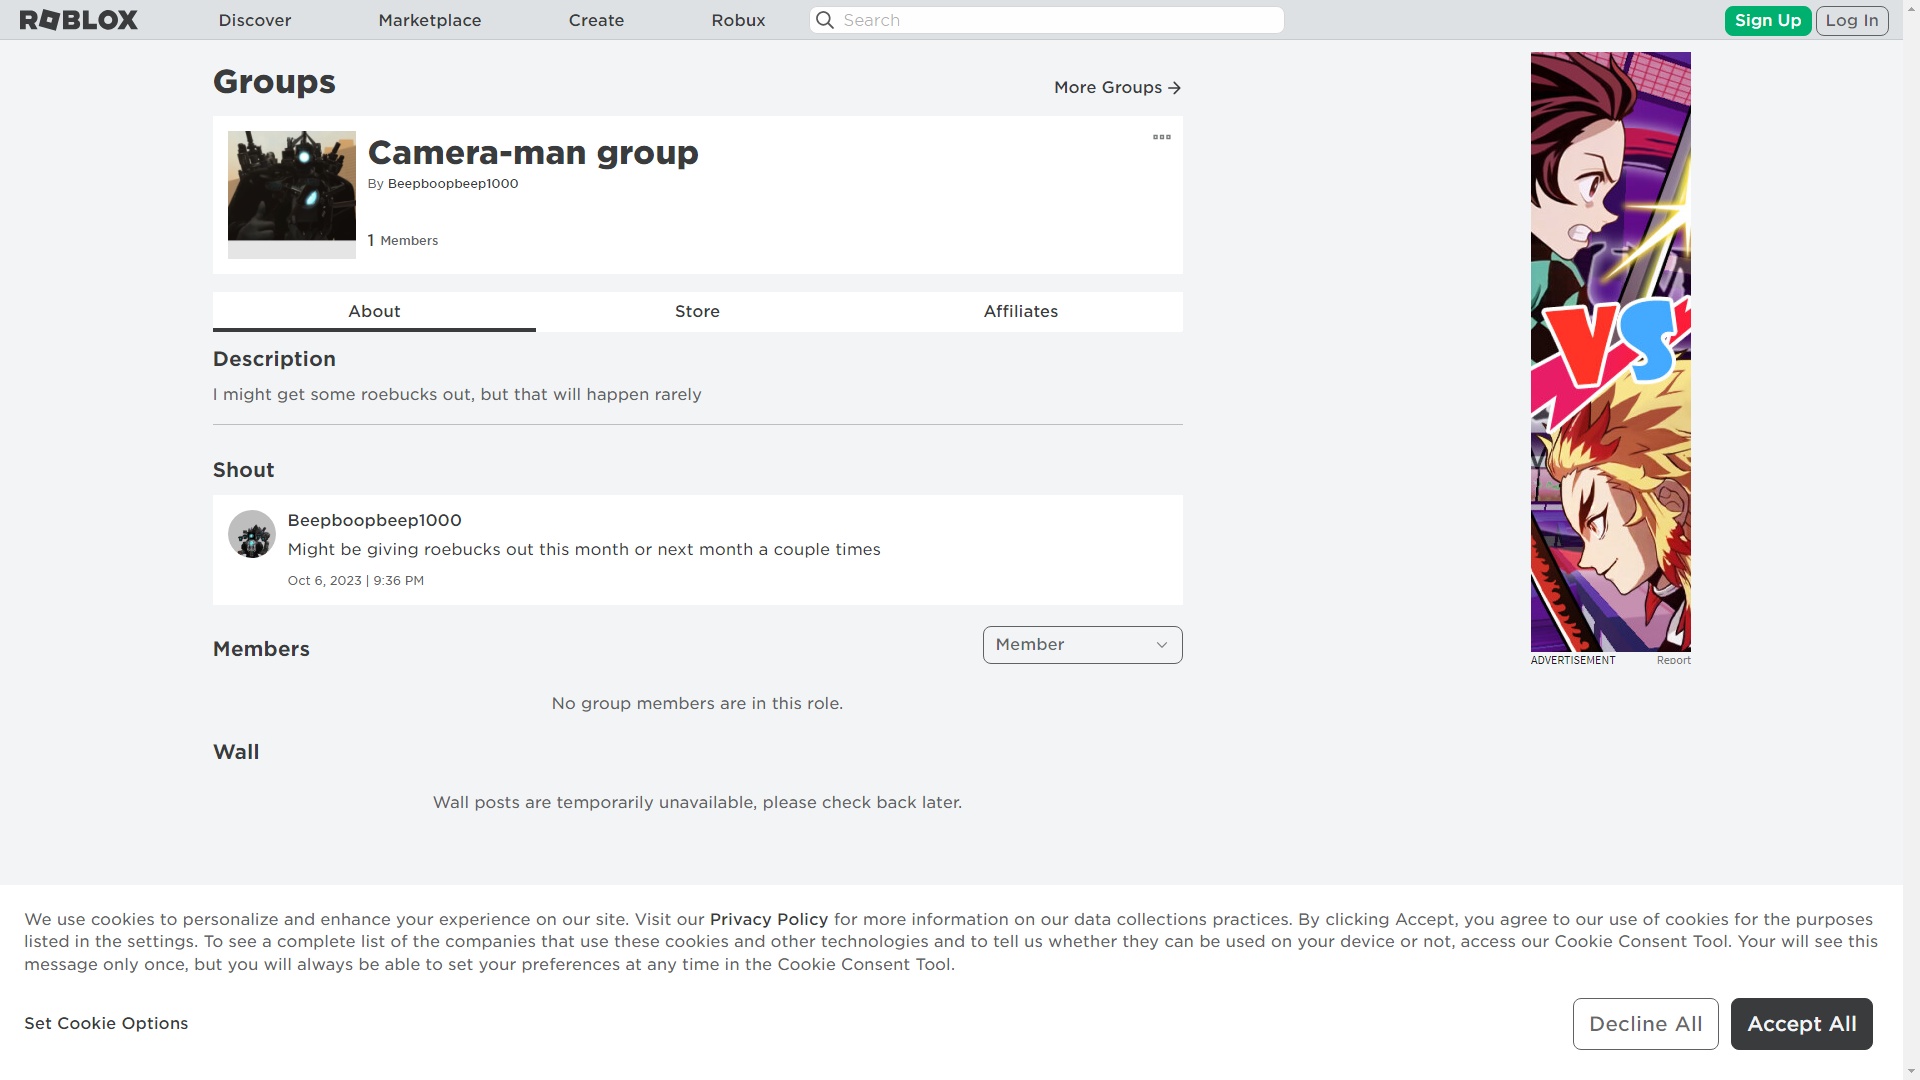 ROBLOX
Discover
Marketplace
Create
Robux
Search
Sign Up
Log In
Groups
More Groups
Camera-man group
By Beepboopbeep1000
1 Members
About
Store
Affiliates
Description
I might get some roebucks out, but that will happen rarely
Shout
Beepboopbeep1000
Might be giving roebucks out this month or next month a couple times
Oct 6, 2023 | 9:36 PM
Members
Member
No group members are in this role.
Wall
Wall posts are temporarily unavailable, please check back later.
VS
ADVERTISEMENT
Report
We use cookies to personalize and enhance your experience on our site. Visit our Privacy Policy for more information on our data collections practices. By clicking Accept, you agree to our use of cookies for the purposes
listed in the settings. To see a complete list of the companies that use these cookies and other technologies and to tell us whether they can be used on your device or not, access our Cookie Consent Tool. Your will see this
message only once, but you will always be able to set your preferences at any time in the Cookie Consent Tool.
Set Cookie Options
Decline All
Accept All